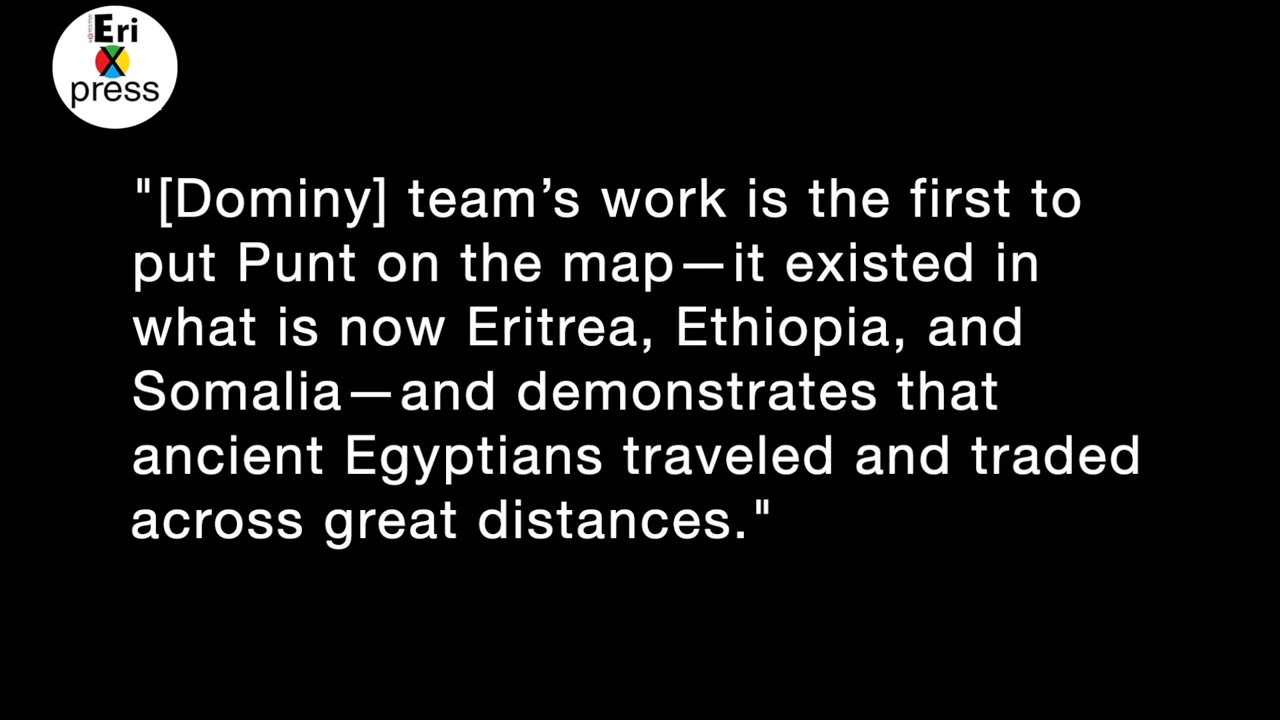 Eri
X
press
"[Dominy] team’s work is the first to
put Punt on the map—it existed in
what is now Eritrea, Ethiopia, and
Somalia—and demonstrates that
ancient Egyptians traveled and traded
across great distances."